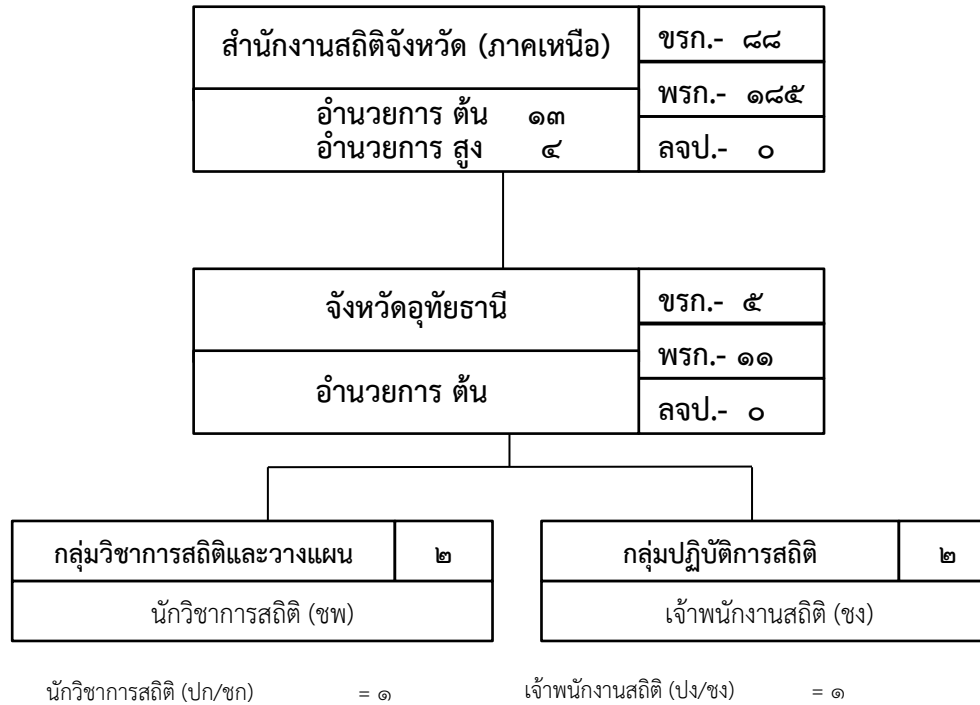 สำนักงานสถิติจังหวัด (ภาคเหนือ)
ขรก.- ๘๘
พรก.- ๑๘๕
อำนวยการ ต้น ๑๓
อำนวยการ สูง ๔
ลจป.- ๐
จังหวัดอุทัยธานี
ขรก.- ๕
พรก.- ๑๑
อำนวยการ ต้น
ลจป.- ๐
กลุ่มวิชาการสถิติและวางแผน ๒
นักวิชาการสถิติ (ชพ)
กลุ่มปฏิบัติการสถิติ ๒
เจ้าพนักงานสถิติ (ชง)
นักวิชาการสถิติ (ปก/ชก) = ๑
เจ้าพนักงานสถิติ (ปง/ชง) = ๑